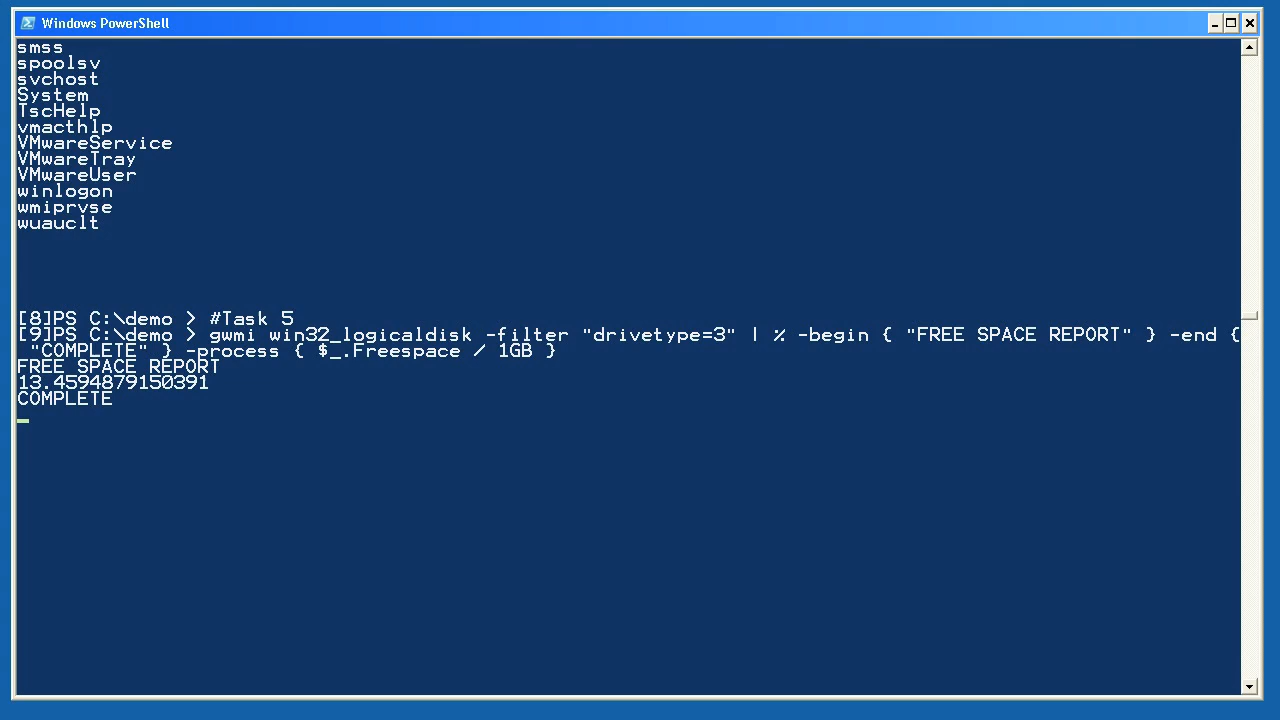 Windows PowerShell
smss
spoolsv
svchost
System
TscHelp
vmacthlp
VMwareService
VMwareTray
VMwareUser
winlogon
wmiprvse
wuauclt
[8]PS C:\demo > #Task 5
[9]PS C:\demo > gwmi win32_logicaldisk -filter "drivetype=3" | % -begin { "FREE SPACE REPORT" } -end {
"COMPLETE" } -process { $_.Freespace / 1GB }
FREE SPACE REPORT
13.4594879150391
COMPLETE